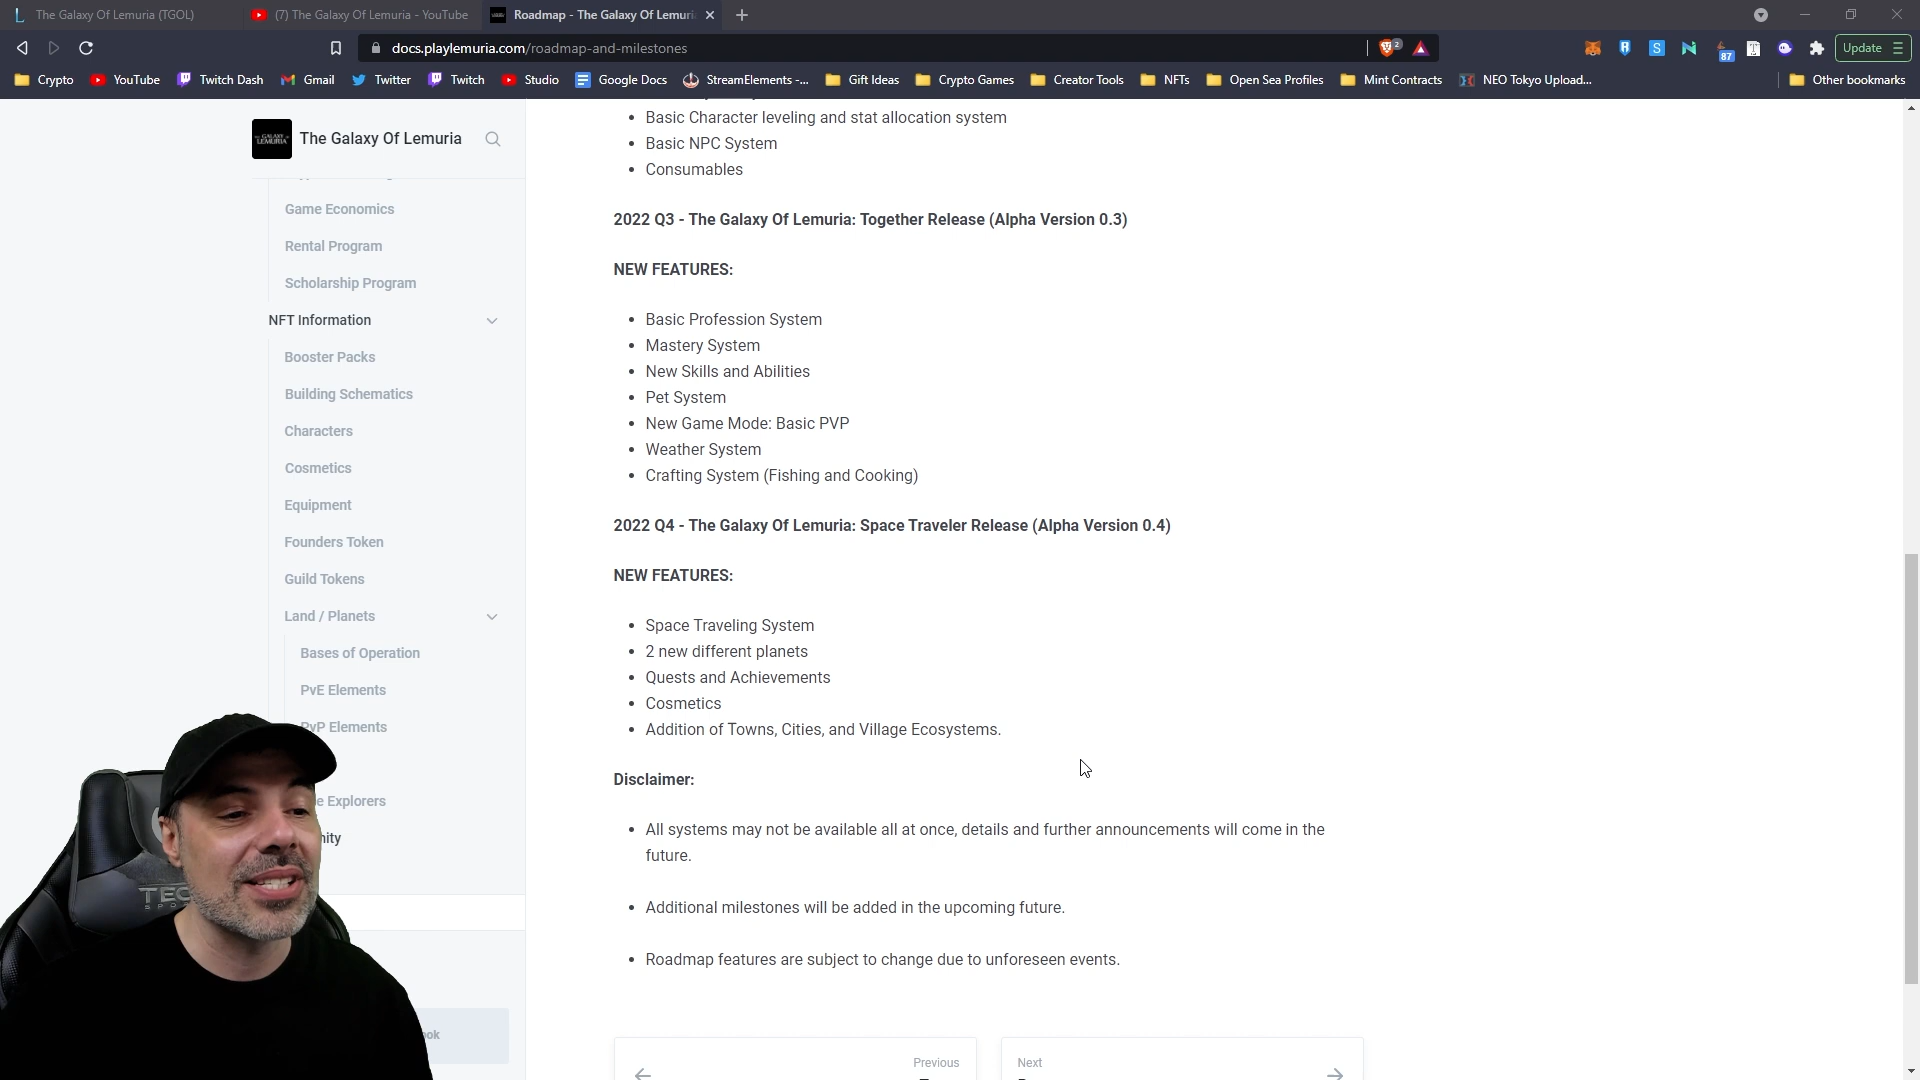 The Galaxy Of Lemuria (TGOL)
(7) The Galaxy Of Lemuria - YouTube
Roadmap - The Galaxy Of Lemuri
docs.playlemuria.com/roadmap-and-milestones
2
87
Update
Crypto
YouTube
Twitch Dash
Gmail
Twitter
Twitch
Studio
Google Docs
StreamElements -...
Gift Ideas
Crypto Games
Creator Tools
NFTs
Open Sea Profiles
Mint Contracts
NEO Tokyo Upload...
Other bookmarks
The Galaxy Of Lemuria
Game Economics
Rental Program
Scholarship Program
NFT Information
Booster Packs
Building Schematics
Characters
Cosmetics
Equipment
Founders Token
Guild Tokens
Land / Planets
Bases of Operation
PvE Elements
PvP Elements
e Explorers
nity
ook
TEC
Basic Character leveling and stat allocation system
Basic NPC System
Consumables
2022 Q3 - The Galaxy Of Lemuria: Together Release (Alpha Version 0.3)
NEW FEATURES:
Basic Profession System
Mastery System
New Skills and Abilities
Pet System
New Game Mode: Basic PVP
Weather System
Crafting System (Fishing and Cooking)
2022 Q4 - The Galaxy Of Lemuria: Space Traveler Release (Alpha Version 0.4)
NEW FEATURES:
Space Traveling System
2 new different planets
Quests and Achievements
Cosmetics
Addition of Towns, Cities, and Village Ecosystems.
Disclaimer:
All systems may not be available all at once, details and further announcements will come in the
future.
Additional milestones will be added in the upcoming future.
Roadmap features are subject to change due to unforeseen events.
Previous
Next